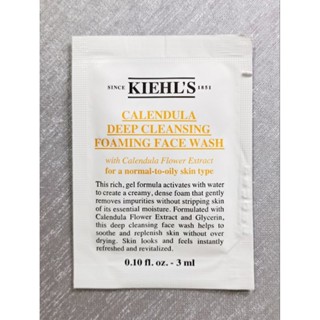 SINCE KIEHL'S 1851
CALENDULA
DEEP CLEANSING
FOAMING FACE WASH
with Calendula Flower Extract
for a normal-to-oily skin type
This rich, gel formula activates with water
to create a creamy, dense foam that gently
removes impurities without stripping skin
of its essential moisture. Formulated with
Calendula Flower Extract and Glycerin,
this deep cleansing face wash helps to
soothe and replenish skin without over
drying. Skin looks and feels instantly
refreshed and revitalized.
0.10 fl. oz. - 3 ml